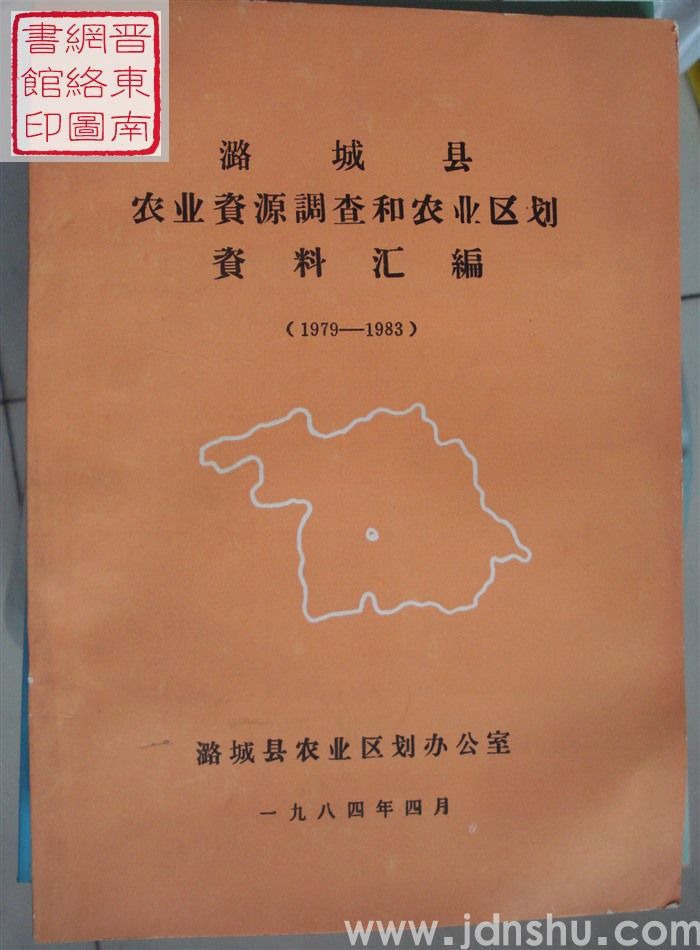 晋東南
網絡圖
書館印
潞城县
农业資源調查和农业区划
資料汇編
（1979—1983）
潞城县农业区划办公室
一九八四年四月
www.jdnshu.com